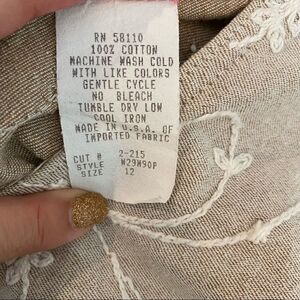 RN 58110
100% COTTON
MACHINE WASH COLD
WITH LIKE COLORS
GENTLE CYCLE
NO BLEACH
TUMBLE DRY LOW
COOL IRON
MADE IN U.S.A. OF
IMPORTED FABRIC
CUT # 2-215
STYLE W29M90P
SIZE 12